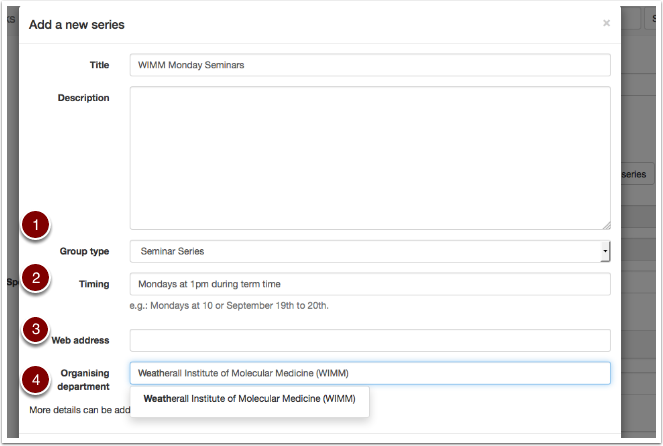 Add a new series ×
Title WIMM Monday Seminars
Description
1
Group type Seminar Series
2
Timing Mondays at 1pm during term time
e.g.: Mondays at 10 or September 19th to 20th.
3
Web address
4
Organising department Weatherall Institute of Molecular Medicine (WIMM)
Weatherall Institute of Molecular Medicine (WIMM)
More details can be add
series